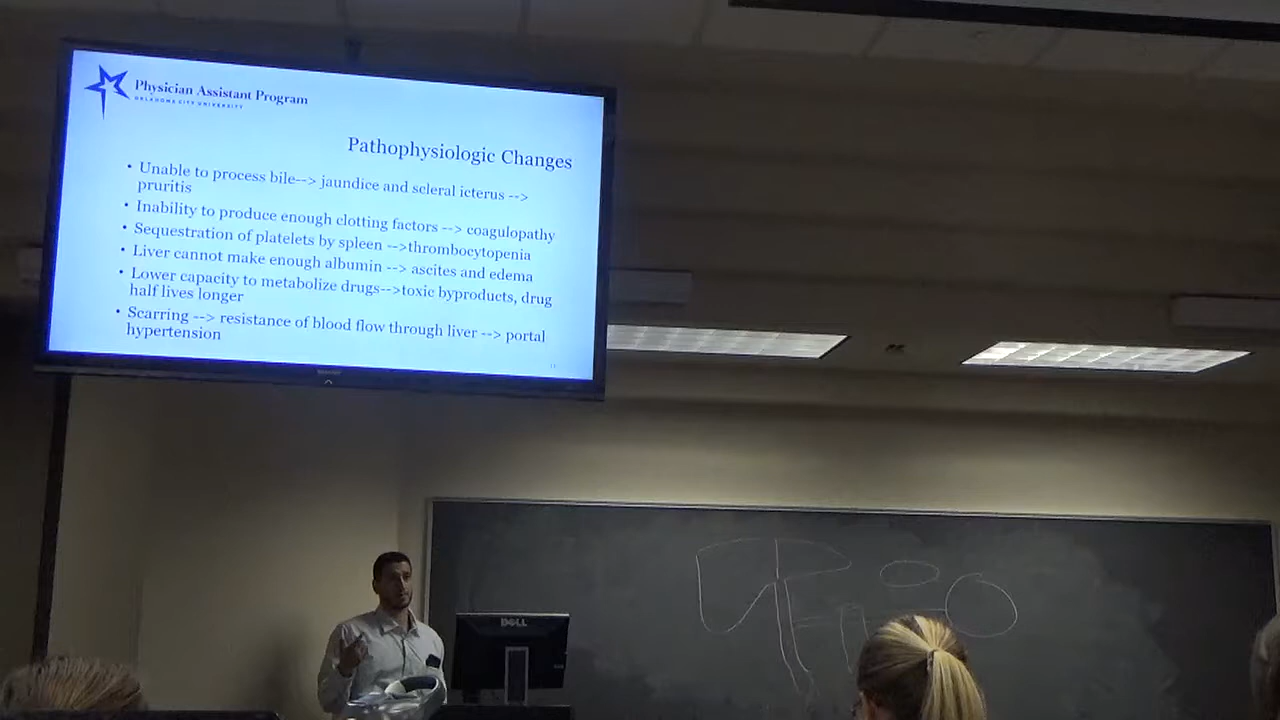 Physician Assistant Program
OKLAHOMA CITY UNIVERSITY
Pathophysiologic Changes
• Unable to process bile--> jaundice and scleral icterus -->
pruritis
• Inability to produce enough clotting factors --> coagulopathy
• Sequestration of platelets by spleen -->thrombocytopenia
• Liver cannot make enough albumin --> ascites and edema
• Lower capacity to metabolize drugs-->toxic byproducts, drug
half lives longer
• Scarring --> resistance of blood flow through liver --> portal
hypertension
DELL